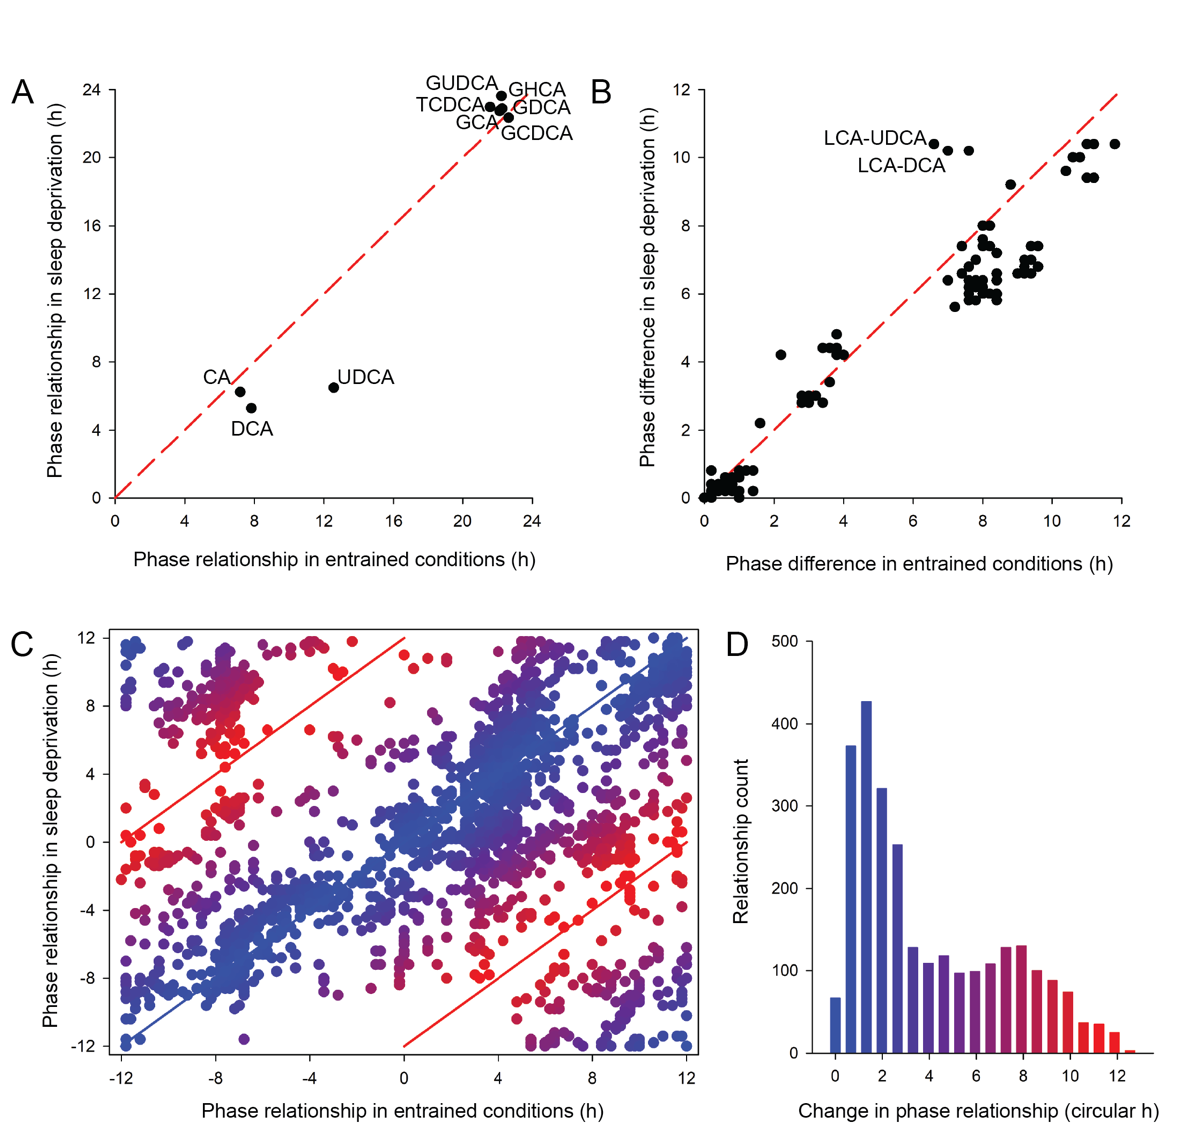 A
Phase relationship in sleep deprivation (h)
24
20
16
12
8
4
0
GUDCA
GHCA
TCDCA
GDCA
GCA
GCDCA
CA
UDCA
DCA
0 4 8 12 16 20 24
Phase relationship in entrained conditions (h)
B
Phase difference in sleep deprivation (h)
12
10
8
6
4
2
0
LCA-UDCA
LCA-DCA
0 2 4 6 8 10 12
Phase difference in entrained conditions (h)
C
Phase relationship in sleep deprivation (h)
12
8
4
0
-4
-8
-12
-12 -8 -4 0 4 8 12
Phase relationship in entrained conditions (h)
D
Relationship count
500
400
300
200
100
0
0 2 4 6 8 10 12
Change in phase relationship (circular h)